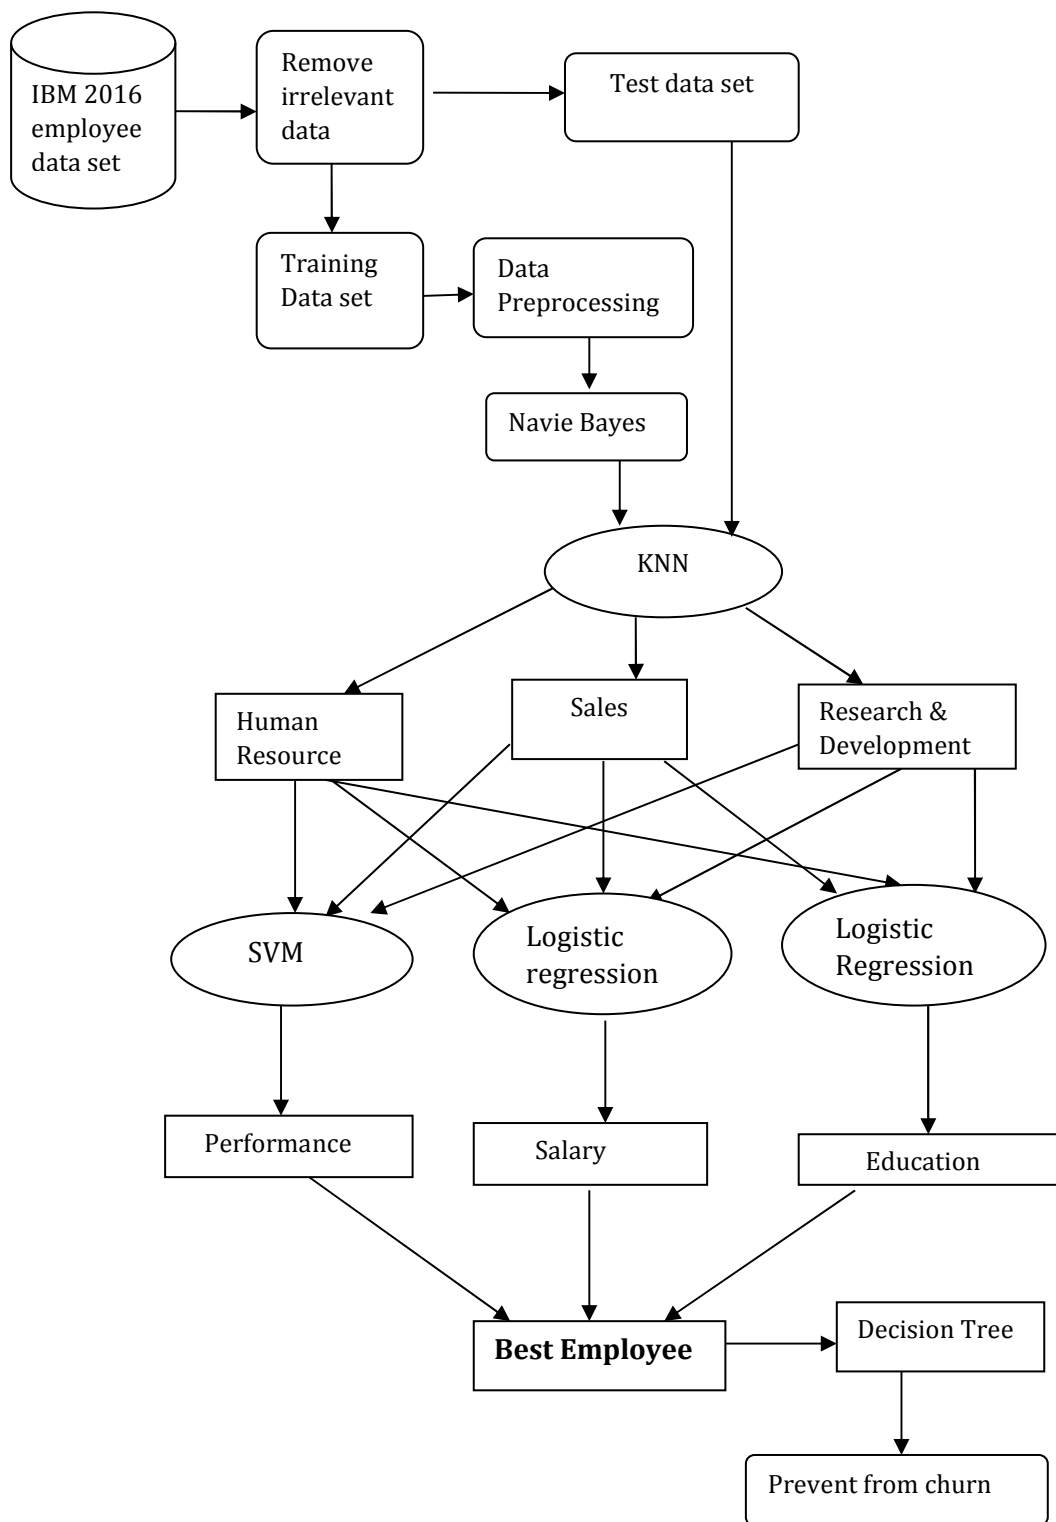 IBM 2016
employee
data set
Remove
irrelevant
data
Test data set
Training
Data set
Data
Preprocessing
Navie Bayes
KNN
Human
Resource
Sales
Research &
Development
SVM
Logistic
regression
Logistic
Regression
Performance
Salary
Education
Best Employee
Decision Tree
Prevent from churn